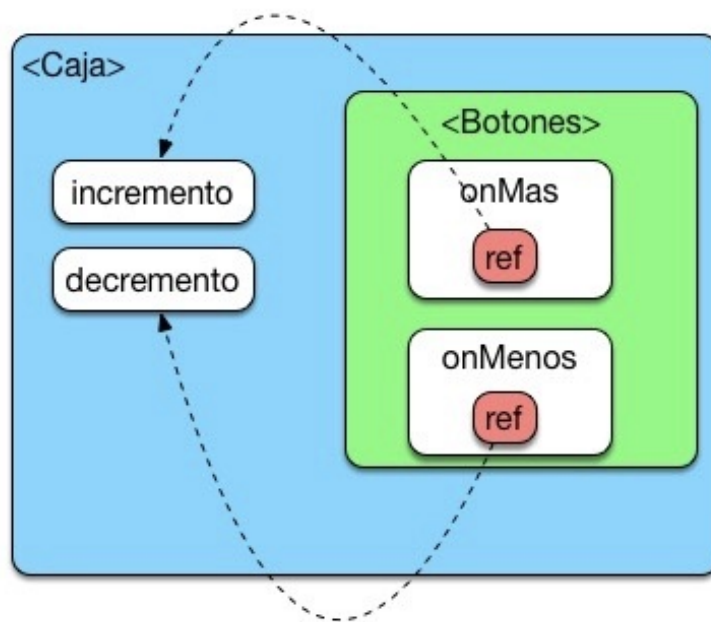 <Caja>
<Botones>
incremento
onMas
ref
decremento
onMenos
ref